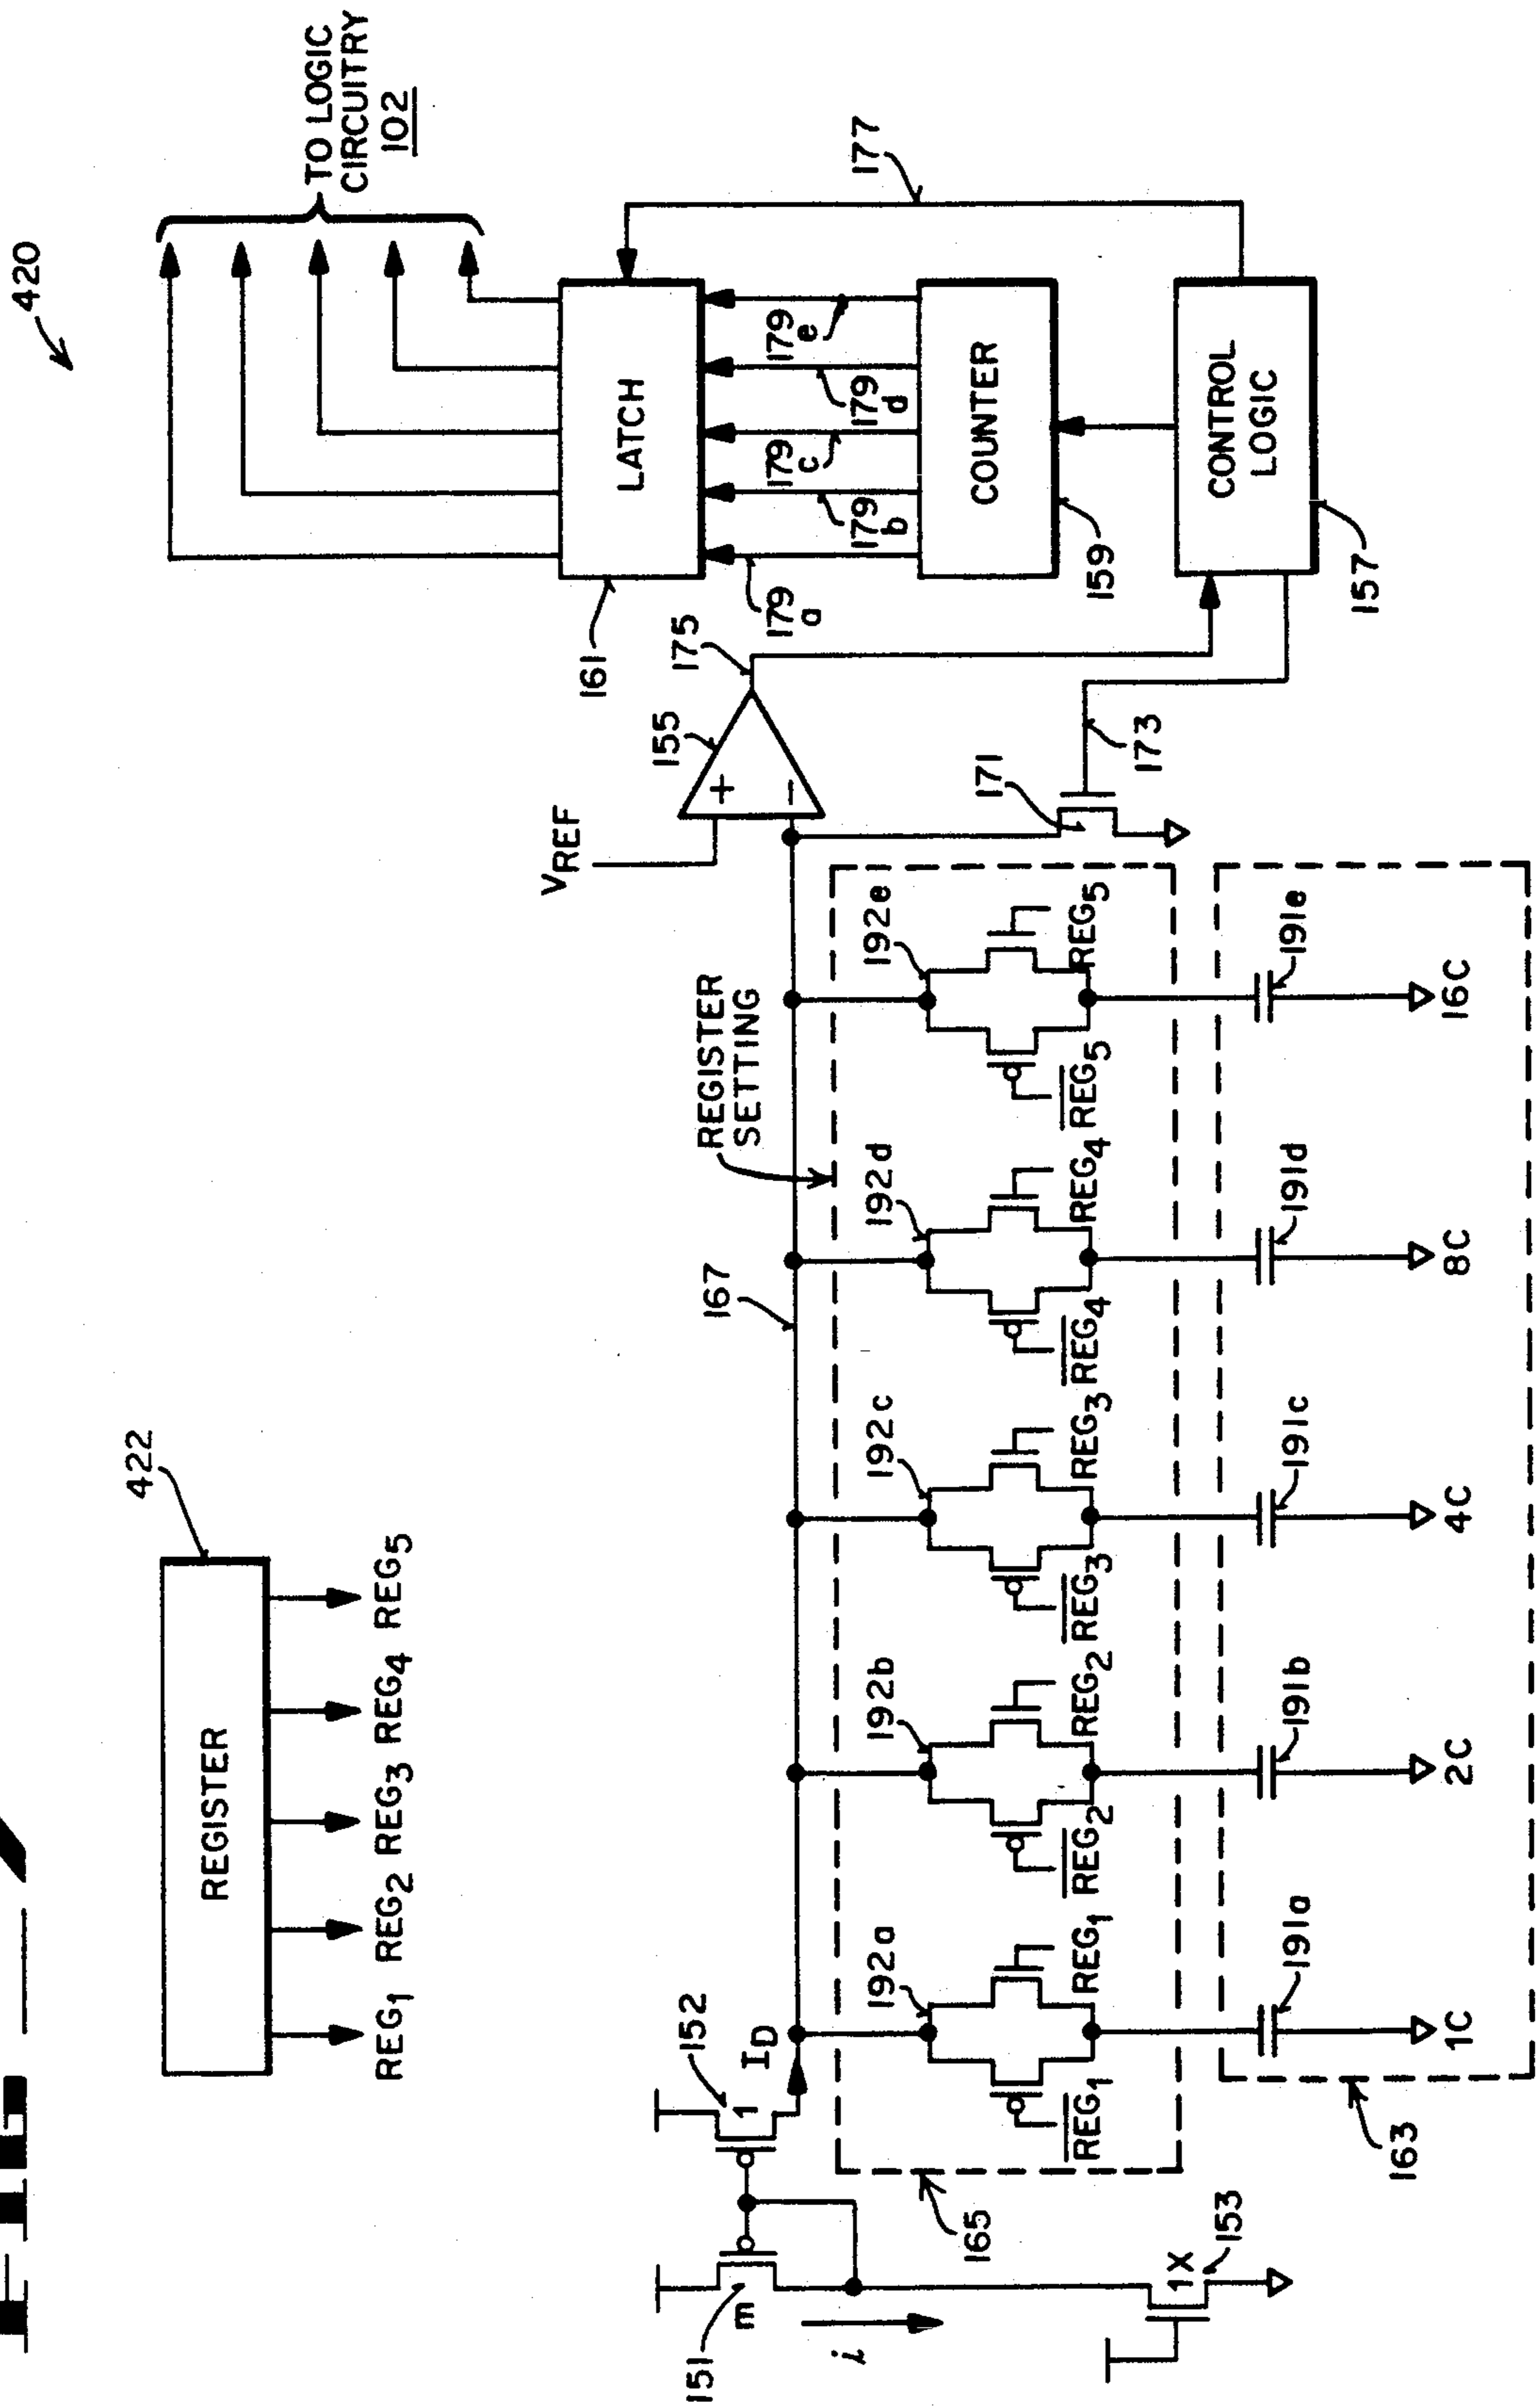 420
422
REGISTER
REG1 REG2 REG3 REG4 REG5
TO LOGIC
CIRCUITRY
102
LATCH
161
177
179
a
179
b
179
c
179
d
179
e
COUNTER
159
CONTROL
LOGIC
157
VREF
+
−
155
175
171
173
151
m
i
1X
153
152
1
ID
167
REGISTER
SETTING
165
192a
192b
192c
192d
192e
REG1
REG1
REG2
REG2
REG3
REG3
REG4
REG4
REG5
REG5
191a
191b
191c
191d
191e
1C
2C
4C
8C
16C
163